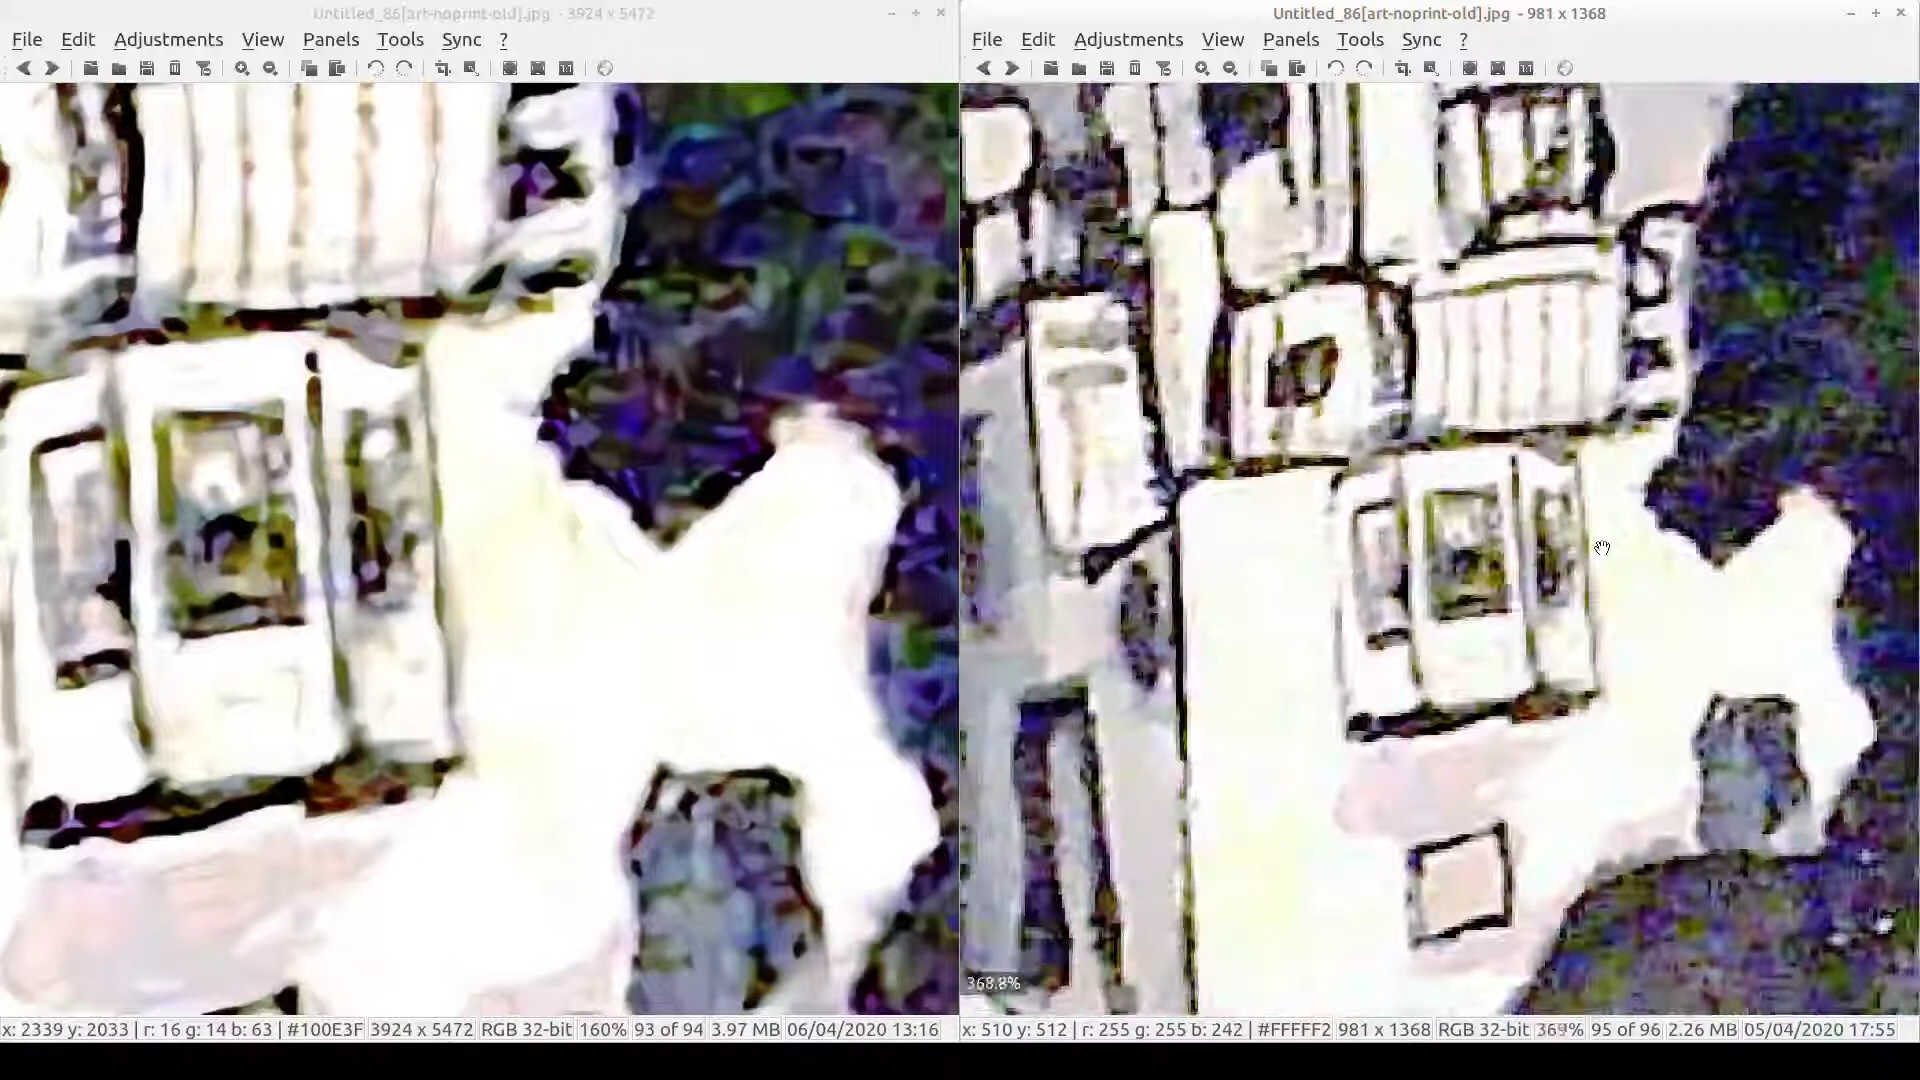 Untitled_86[art-noprint-old].jpg - 3924 x 5472
File Edit Adjustments View Panels Tools Sync ?
x: 2339 y: 2033 | r: 16 g: 14 b: 63 | #100E3F 3924 x 5472 RGB 32-bit 160% 93 of 94 3.97 MB 06/04/2020 13:16
Untitled_86[art-noprint-old].jpg - 981 x 1368
File Edit Adjustments View Panels Tools Sync ?
368.8%
x: 510 y: 512 | r: 255 g: 255 b: 242 | #FFFFF2 981 x 1368 RGB 32-bit 369% 95 of 96 2.26 MB 05/04/2020 17:55